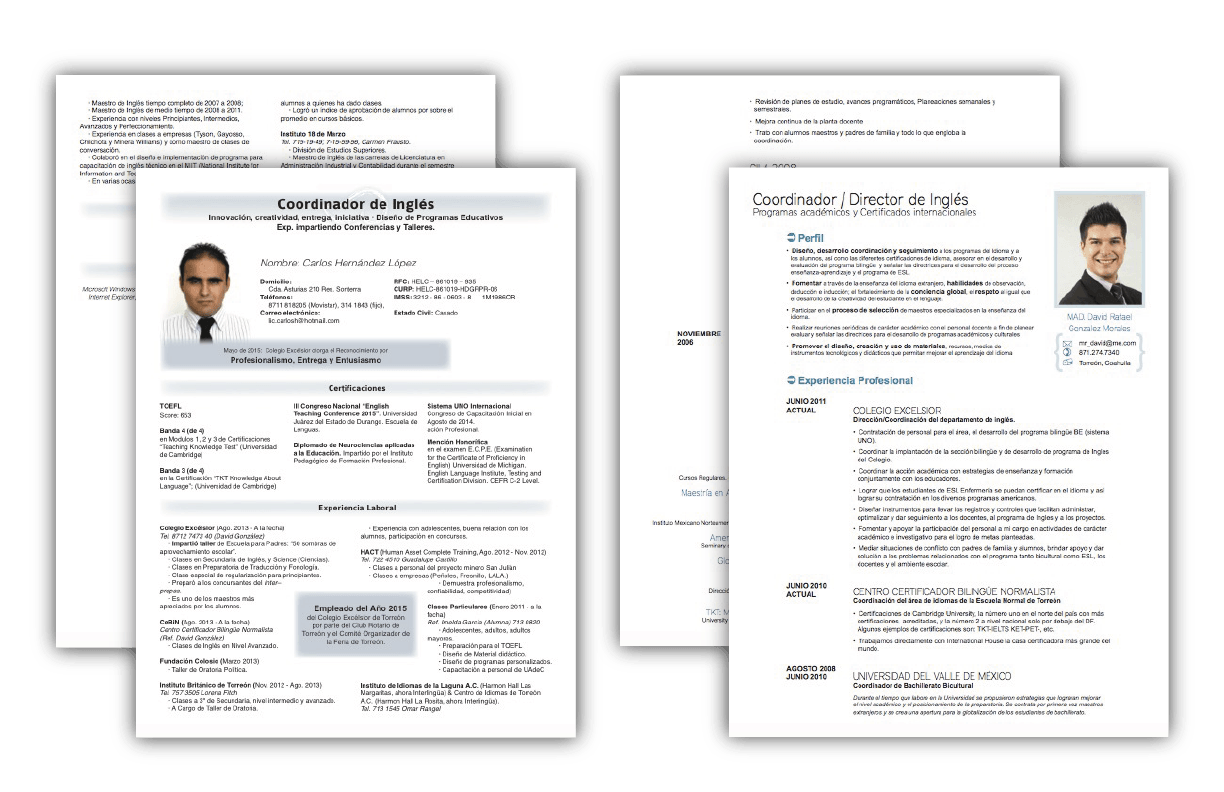 · Maestro de Inglés tiempo completo de 2007 a 2008;
· Maestro de Inglés de medio tiempo de 2008 a 2011.
· Experiencia con niveles Principiantes, Intermedios,
Avanzados y Perfeccionamiento.
· Experiencia en clases a empresas (Tyson, Gayosso,
Chilchota y Minera Williams) y como maestro de clases de
conversación.
· Colaboró en el diseño e implementación de programa para
capacitación de inglés técnico en el NIIT (National Institute for
Information and
· En varias
alumnos a quienes ha dado clases.
· Logró un índice de aprobación de alumnos por sobre el
promedio en cursos básicos.
Instituto 18 de Marzo
Tel. 715-19-49; 7-15-59-56, Carmen Frausto.
· División de Estudios Superiores.
· Maestro de Inglés de las carreras de Licenciatura en
Administración Industrial y Contabilidad durante el semestre
Microsoft Windows
Internet Explorer,
Coordinador de Inglés
Innovación, creatividad, entrega, iniciativa · Diseño de Programas Educativos
Exp. impartiendo Conferencias y Talleres.
Nombre: Carlos Hernández López
Domicilio:
Cda. Asturias 210 Res. Sonterra
Teléfonos:
8711 818205 (Movistar), 314 1843 (fijo),
Correo electrónico:
lic.carlosh@hotmail.com
RFC: HELC - 861019 - 935
CURP: HELC-861019-HDGRPR-06
IMSS: 3212 - 86 - 0603 - 8 1M1986OR
Estado Civil: Casado
Mayo de 2015: Colegio Excélsior otorga el Reconocimiento por
Profesionalismo, Entrega y Entusiasmo
Certificaciones
TOEFL
Score: 653
Banda 4 (de 4)
en Modulos 1, 2 y 3 de Certificaciones
"Teaching Knowledge Test" (Universidad
de Cambridge)
Banda 3 (de 4)
en la Certificación "TKT Knowledge About
Language"; (Univesidad de Cambridge)
III Congreso Nacional "English
Teaching Conference 2015". Universidad
Juárez del Estado de Durango. Escuela de
Lenguas.
Diplomado de Neurociencias aplicadas
a la Educación. Impartido por el Instituto
Pedagógico de Formación Profesional.
Sistema UNO Internacional
Congreso de Capacitación Inicial en
Agosto de 2014.
ación Profesional.
Mención Honorífica
en el examen E.C.P.E. (Examination
for the Certificate of Proficiency in
English) Universidad de Michigan.
English Language Institute, Testing and
Certification Division. CEFR C-2 Level.
Experiencia Laboral
Colegio Excélsior (Ago. 2013 - A la fecha)
Tel. 8712 7473 40 (David González)
· Impartió taller de Escuela para Padres: "50 sombras de
aprovechamiento escolar".
· Clases en Secundaria de Inglés, y Science (Ciencias).
· Clases en Preparatoria de Traducción y Fonología.
· Clase especial de regularización para principiantes.
· Preparó a los concursantes del Inter-
prepas.
· Es uno de los maestros más
apreciados por los alumnos.
CeBiN (Ago. 2013 - A la fecha)
Centro Certificador Bilingüe Normalista
(Ref. David González)
· Clases de Inglés en Nivel Avanzado.
Fundación Colosio (Marzo 2013)
· Taller de Oratoria Política.
Instituto Británico de Torreón (Nov. 2012 - Ago. 2013)
Tel. 757 3505 Lorena Fitch
· Clases a 3° de Secundaria, nivel intermedio y avanzado.
· A Cargo de Taller de Oratoria.
Empleado del Año 2015
del Colegio Excélsior de Torreón
por parte del Club Rotario de
Torreón y el Comité Organizador de
la Feria de Torreón.
· Experiencia con adolescentes, buena relación con los
alumnos, participación en concursos.
HACT (Human Asset Complete Training, Ago. 2012 - Nov. 2012)
Tel. 722 4510 Guadalupe Castillo
· Clases a personal del proyecto minero San Julian
· Clases a empresas (Peñoles, Fresnillo, LALA.)
· Demuestra profesionalismo,
confiabilidad, competitividad)
Clases Particulares (Enero 2011 - a la
fecha)
Ref. Imelda García (Alumna) 713 6830
· Adolescentes, adultos, adultos
mayores.
· Preparación para el TOEFL
· Diseño de Material didáctico.
· Diseño de programas personalizados.
· Capacitación a personal de UAdeC
Instituto de Idiomas de la Laguna A.C. (Harmon Hall Las
Margaritas, ahora Interlingüa) & Centro de Idiomas de Torreón
A.C. (Harmon Hall La Rosita, ahora Interlingüa).
Tel. 713 1545 Omar Rangel
• Revisión de planes de estudio, avances programáticos, Planeaciones semanales y
semestrales.
• Mejora continua de la planta docente
• Trato con alumnos maestros y padres de familia y todo lo que engloba la
coordinación.
NOVIEMBRE
2006
Cursos Regulares.
Maestría en
Instituto Mexicano
Seminary
TKT:
University
Coordinador / Director de Inglés
Programas académicos y Certificados internacionales
Perfil
• Diseño, desarrollo coordinación y seguimiento a los programas del idioma y a
los alumnos, así como las diferentes certificaciones de idioma, asesorar en el desarrollo y
evaluación del programa bilingüe y señalar las directrices para el desarrollo del proceso
enseñanza-aprendizaje y el programa de ESL.
• Fomentar a través de la enseñanza del idioma extranjero, habilidades de observación,
deducción e inducción; el fortalecimiento de la conciencia global, el respeto al igual que
el desarrollo de la creatividad del estudiante en el lenguaje.
• Participar en el proceso de selección de maestros especializados en la enseñanza del
idioma.
• Realizar reuniones periódicas de carácter académico con el personal docente a fin de planear
evaluar y señalar las directrices para el desarrollo de programas académicos y culturales
• Promover el diseño, creación y uso de materiales, recursos, medios de
instrumentos tecnológicos y didácticos que permitan mejorar el aprendizaje del idioma
MAD. David Rafael
González Morales
mr_david@me.com
871.274.7340
Torreón, Coahuila
Experiencia Profesional
JUNIO 2011
ACTUAL
COLEGIO EXCELSIOR
Dirección/Coordinación del departamento de inglés.
• Contratación de personal para el área, el desarrollo del programa bilingüe BE (sistema
UNO).
• Coordinar la implantación de la sección bilingüe y de desarrollo de programa de Ingles
del Colegio.
• Coordinar la acción académica con estrategias de enseñanza y formación
conjuntamente con los educadores.
• Lograr que los estudiantes de ESL Enfermería se puedan certificar en el idioma y así
lograr su contratación en los diversos programas americanos.
• Diseñar instrumentos para llevar los registros y controles que facilitan administrar,
optimalizar y dar seguimiento a los docentes, al programa de Ingles y a los proyectos.
• Fomentar y apoyar la participación del personal a mi cargo en actividades de carácter
académico e investigativo para el logro de metas planteadas.
• Mediar situaciones de conflicto con padres de familia y alumnos, brindar apoyo y dar
solución a los problemas relacionados con el programa tanto bicultural como ESL, los
docentes y el ambiente escolar.
JUNIO 2010
ACTUAL
CENTRO CERTIFICADOR BILINGÜE NORMALISTA
Coordinación del área de idiomas de la Escuela Normal de Torreón
• Certificaciones de Cambridge University, la número uno en el norte del país con más
certificaciones acreditadas, y la número 2 a nivel nacional solo por debajo del DF.
Algunos ejemplos de certificaciones son: TKT-IELTS KET-PET-, etc.
• Trabajamos directamente con International House la casa certificadora más grande del
mundo.
AGOSTO 2008
JUNIO 2010
UNIVERSIDAD DEL VALLE DE MÉXICO
Coordinador de Bachillerato Bicultural
Durante el tiempo que labore en la Universidad se propusieron estrategias que lograran mejorar
el nivel académico y el posicionamiento de la preparatoria. Se contrato por primera vez maestros
extranjeros y se crea una apertura para la globalización de los estudiantes de bachillerato.